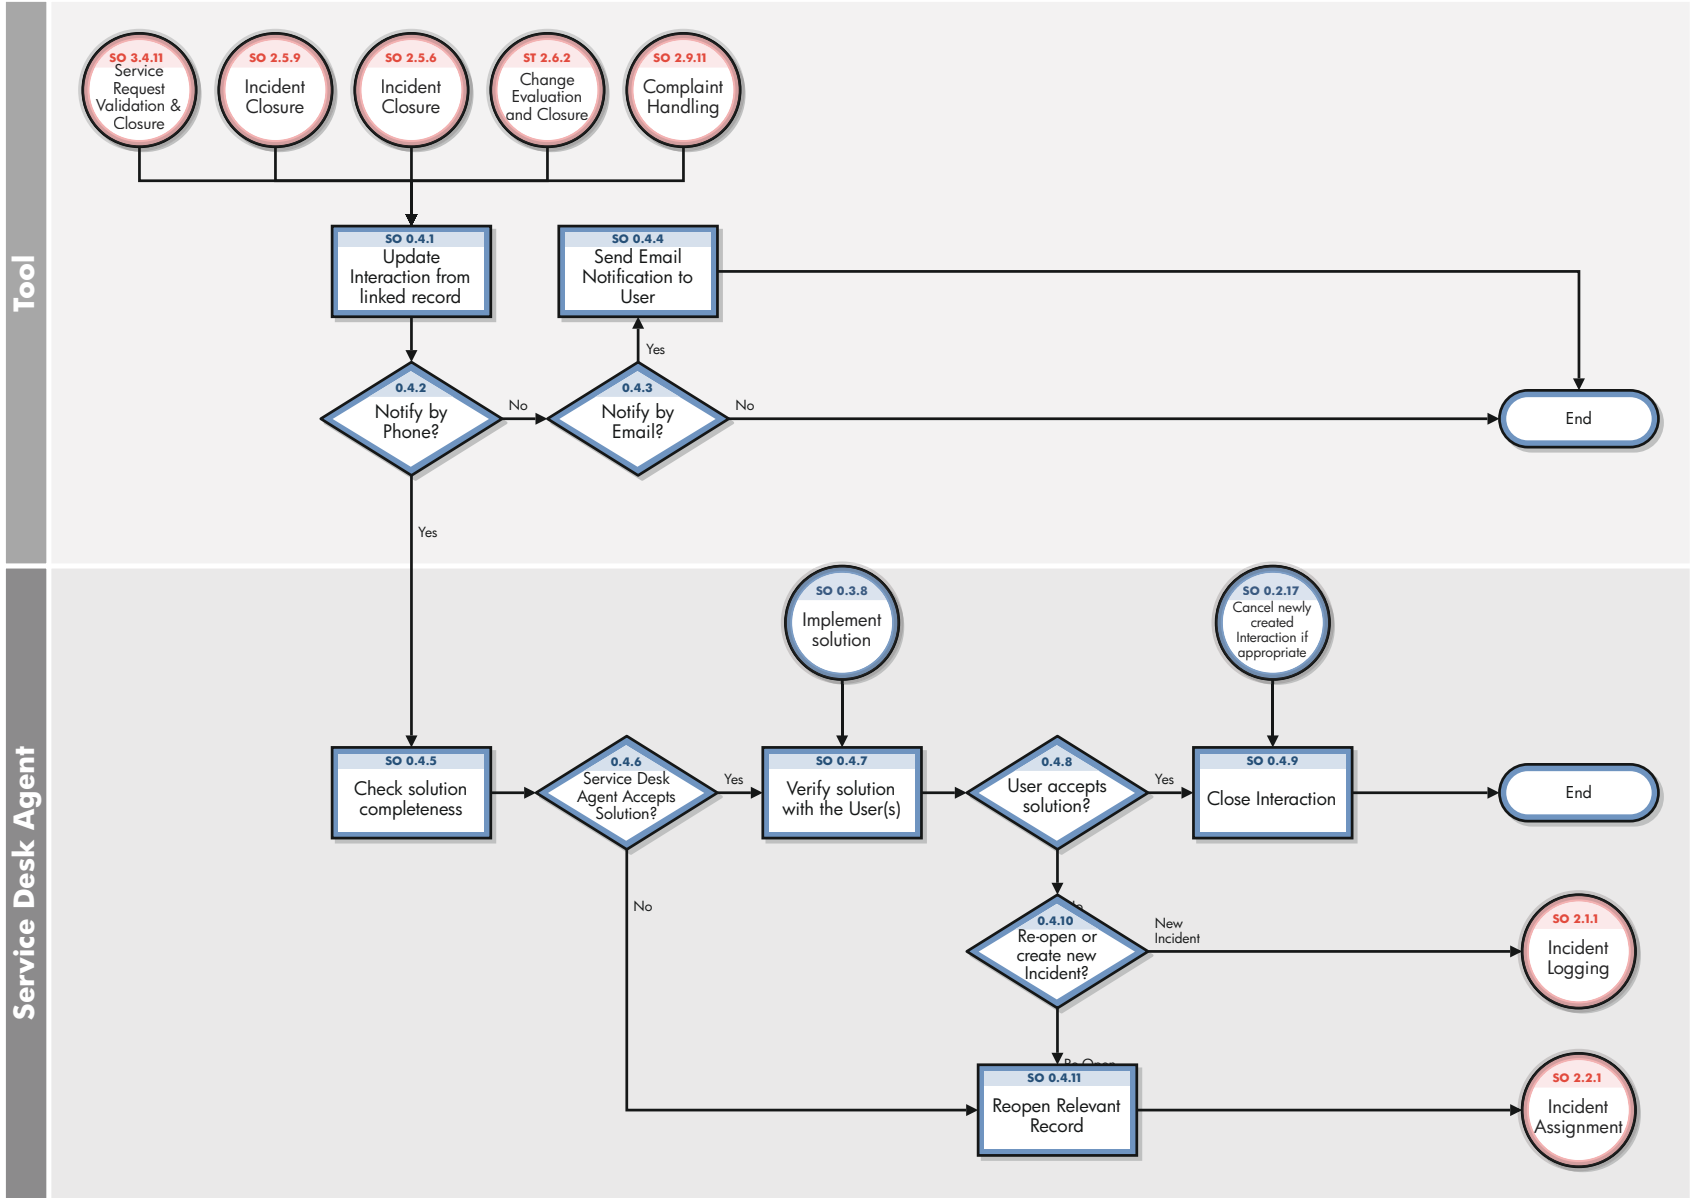 Tool
SO 3.4.11
Service
Request
Validation &
Closure
SO 2.5.9
Incident
Closure
SO 2.5.6
Incident
Closure
ST 2.6.2
Change
Evaluation
and Closure
SO 2.9.11
Complaint
Handling
SO 0.4.1
Update
Interaction from
linked record
SO 0.4.4
Send Email
Notification to
User
Yes
0.4.2
Notify by
Phone?
No
0.4.3
Notify by
Email?
No
End
Yes
Service Desk Agent
SO 0.3.8
Implement
solution
SO 0.2.17
Cancel newly
created
Interaction if
appropriate
SO 0.4.5
Check solution
completeness
0.4.6
Service Desk
Agent Accepts
Solution?
Yes
SO 0.4.7
Verify solution
with the User(s)
0.4.8
User accepts
solution?
Yes
SO 0.4.9
Close Interaction
End
No
0.4.10
Re-open or
create new
Incident?
New
Incident
SO 2.1.1
Incident
Logging
SO 0.4.11
Reopen Relevant
Record
SO 2.2.1
Incident
Assignment